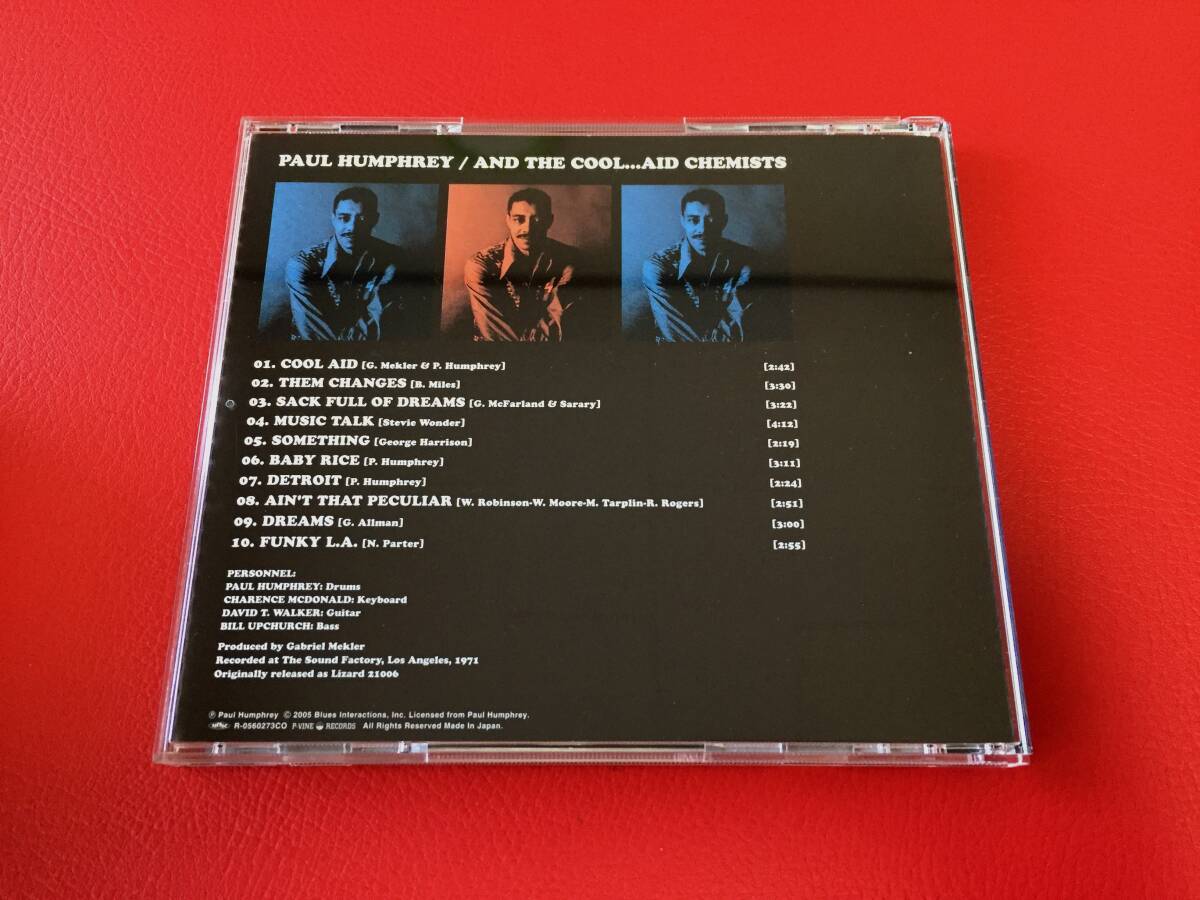 PAUL HUMPHREY / AND THE COOL...AID CHEMISTS
01. COOL AID [G. Mekler & P. Humphrey] [2:42]
02. THEM CHANGES [B. Miles] [3:30]
03. SACK FULL OF DREAMS [G. McFarland & Sarary] [3:22]
04. MUSIC TALK [Stevie Wonder] [4:12]
05. SOMETHING [George Harrison] [2:19]
06. BABY RICE [P. Humphrey] [3:11]
07. DETROIT [P. Humphrey] [2:24]
08. AIN'T THAT PECULIAR [W. Robinson-W. Moore-M. Tarplin-R. Rogers] [2:51]
09. DREAMS [G. Allman] [3:00]
10. FUNKY L.A. [N. Parter] [2:55]
PERSONNEL:
PAUL HUMPHREY: Drums
CHARENCE MCDONALD: Keyboard
DAVID T. WALKER: Guitar
BILL UPCHURCH: Bass
Produced by Gabriel Mekler
Recorded at The Sound Factory, Los Angeles, 1971
Originally released as Lizard 21006
℗ Paul Humphrey © 2005 Blues Interactions, Inc. Licensed from Paul Humphrey.
R-0560273CO P-VINE RECORDS All Rights Reserved Made In Japan.